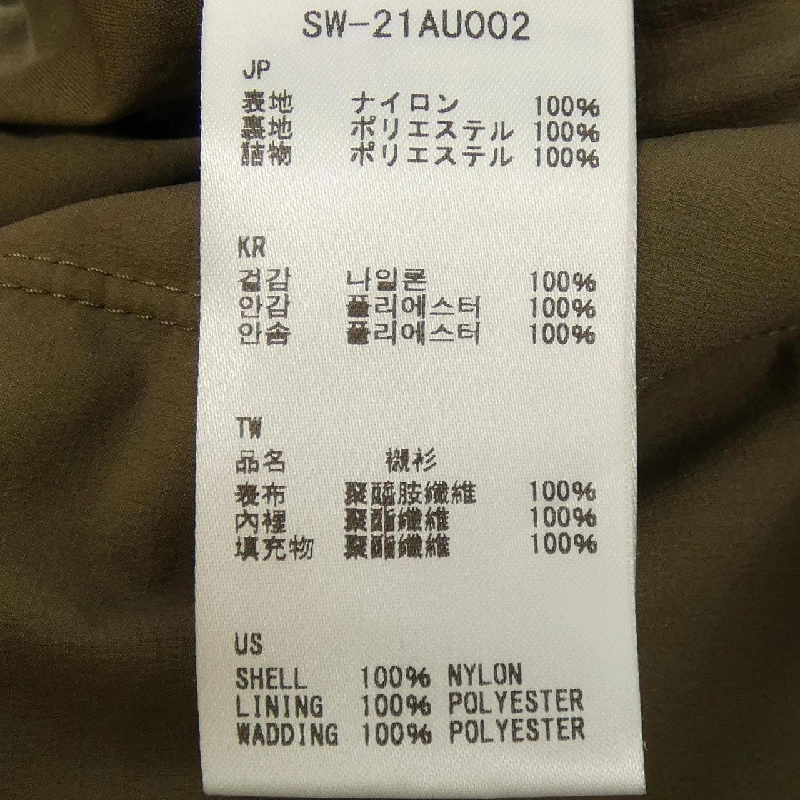 SW-21AU002
JP
表地 ナイロン 100%
裏地 ポリエステル 100%
詰物 ポリエステル 100%
KR
겉감 나일론 100%
안감 폴리에스터 100%
안솜 폴리에스터 100%
TW
品名 襯衫
表布 聚醯胺纖維 100%
內裡 聚酯纖維 100%
填充物 聚酯纖維 100%
US
SHELL 100% NYLON
LINING 100% POLYESTER
WADDING 100% POLYESTER